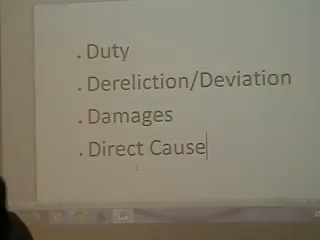 . Duty
. Dereliction/Deviation
. Damages
. Direct Cause